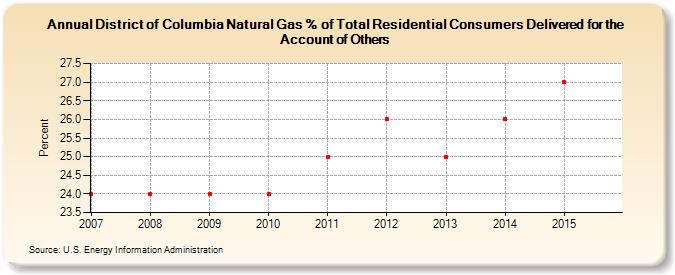 Annual District of Columbia Natural Gas % of Total Residential Consumers Delivered for the
Account of Others
Percent
27.5
27.0
26.5
26.0
25.5
25.0
24.5
24.0
23.5
2007 2008 2009 2010 2011 2012 2013 2014 2015
Source: U.S. Energy Information Administration